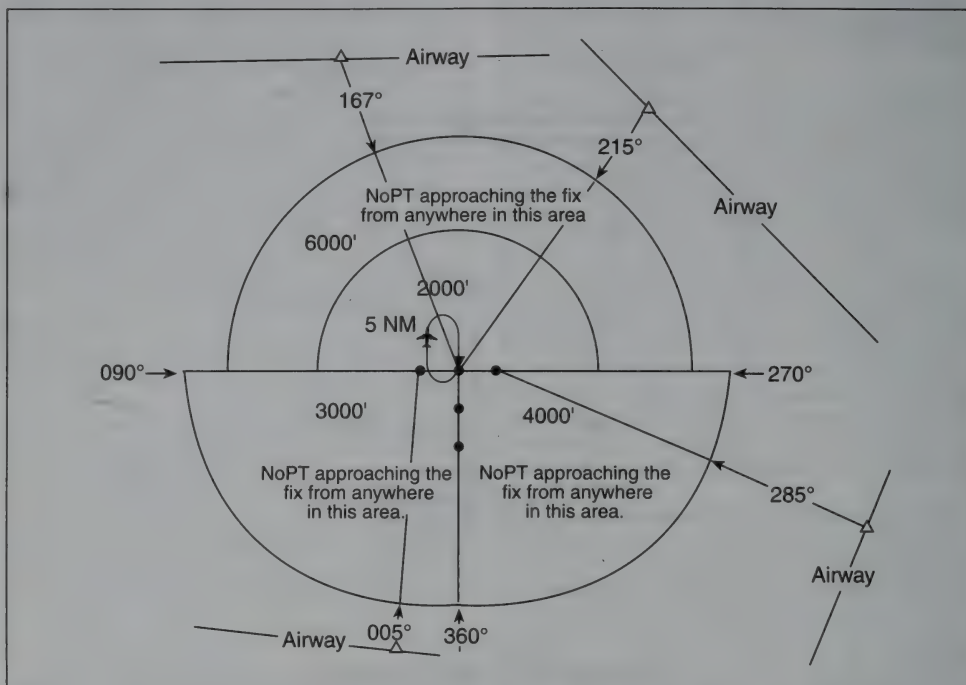 Airway
167°
215°
NoPT approaching the fix
from anywhere in this area
Airway
6000'
2000'
5 NM
090°
270°
3000'
4000'
NoPT approaching the
fix from anywhere
in this area.
NoPT approaching the
fix from anywhere
in this area.
285°
Airway
Airway
005°
360°